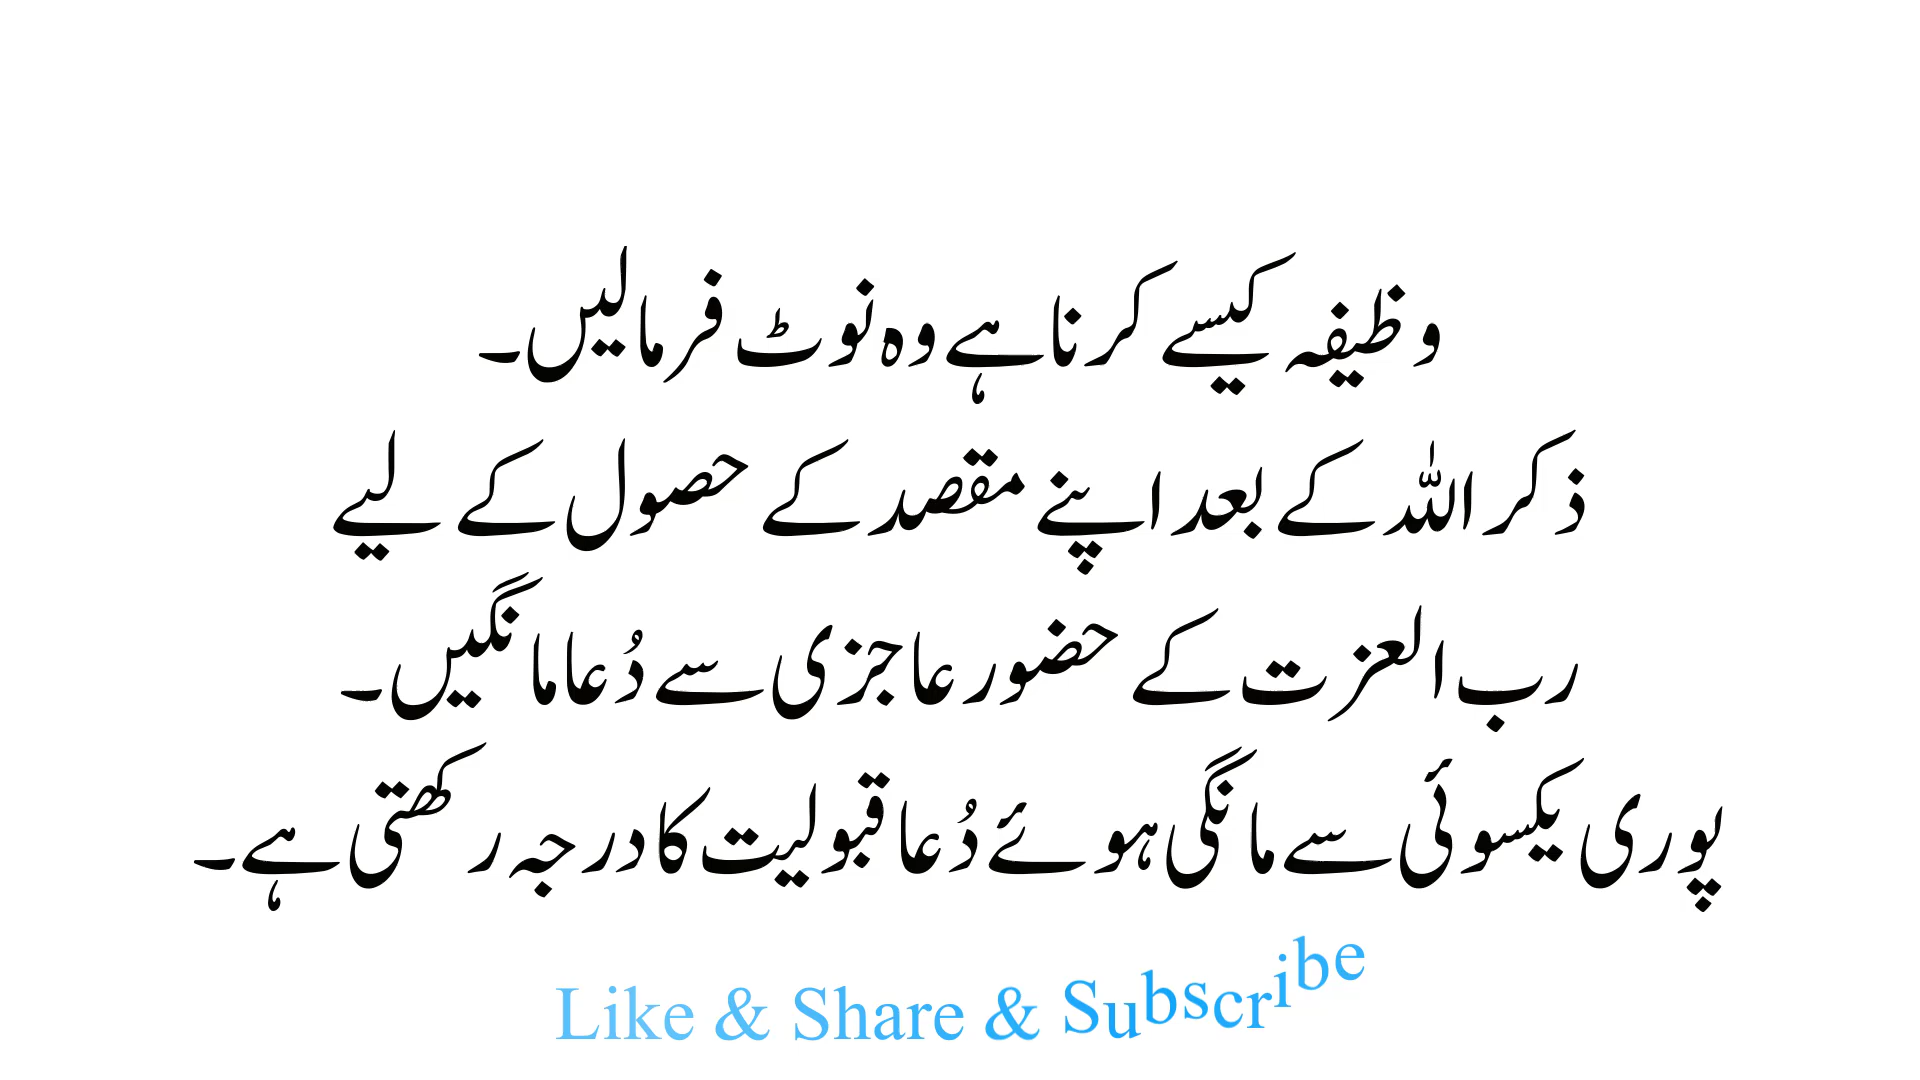 وظیفہ کیسے کرنا ہے وہ نوٹ فرمالیں۔
ذکر اللہ کے بعد اپنے مقصد کے حصول کے لیے
رب العزت کے حضور عاجزی سے دُعا مانگیں۔
پوری یکسوئی سے مانگی ہوئے دُعا قبولیت کا درجہ رکھتی ہے۔
Like & Share & Subscribe